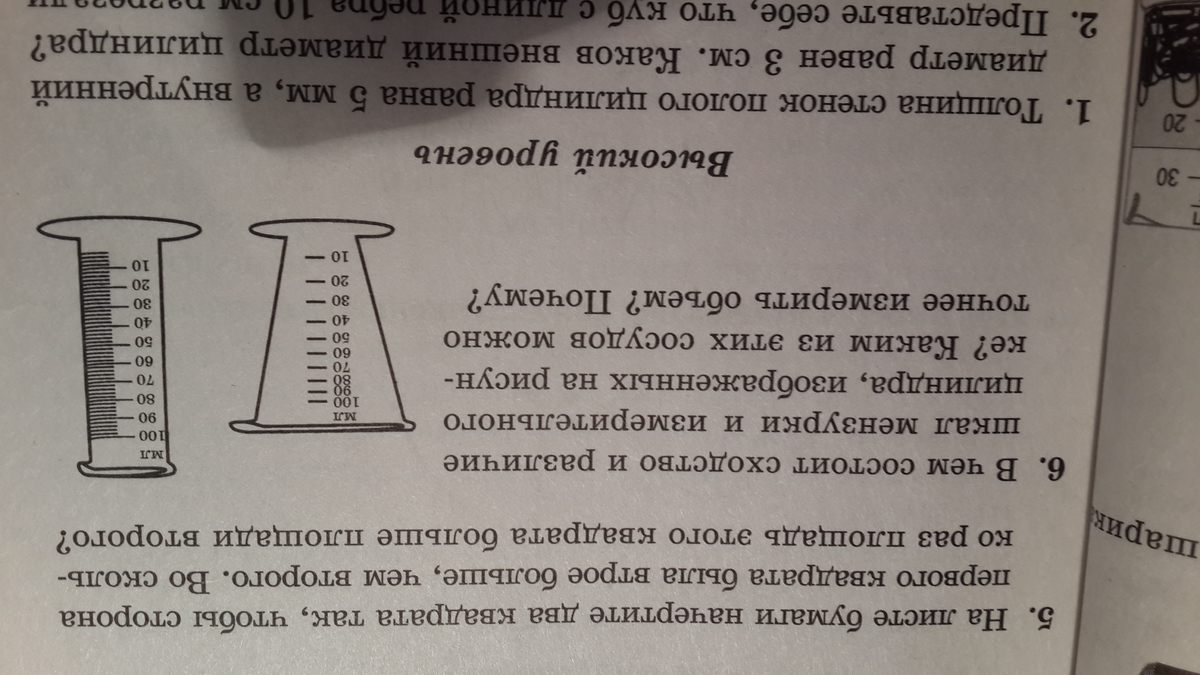 шарик
5. На листе бумаги начертите два квадрата так, чтобы сторона
первого квадрата была втрое больше, чем второго. Во сколь-
ко раз площадь этого квадрата больше площади второго?
6. В чем состоит сходство и различие
шкал мензурки и измерительного
цилиндра, изображенных на рисун-
ке? Каким из этих сосудов можно
точнее измерить объем? Почему?
мл
100
90
80
70
60
50
40
30
20
10
мл
100
90
80
70
60
50
40
30
20
10
30
20
Высокий уровень
1. Толщина стенок полого цилиндра равна 5 мм, а внутренний
диаметр равен 3 см. Каков внешний диаметр цилиндра?
2. Представьте себе, что куб с длиной ребра 10 см разрезали